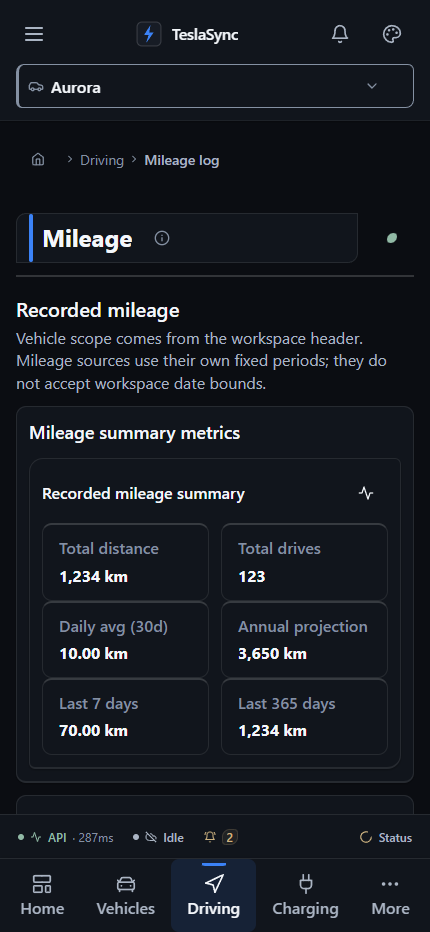 TeslaSync
Aurora
Driving
Mileage log
Mileage
Recorded mileage
Vehicle scope comes from the workspace header.
Mileage sources use their own fixed periods; they do
not accept workspace date bounds.
Mileage summary metrics
Recorded mileage summary
Total distance
1,234 km
Total drives
123
Daily avg (30d)
10.00 km
Annual projection
3,650 km
Last 7 days
70.00 km
Last 365 days
1,234 km
API · 287ms
Idle
2
Status
Home
Vehicles
Driving
Charging
More